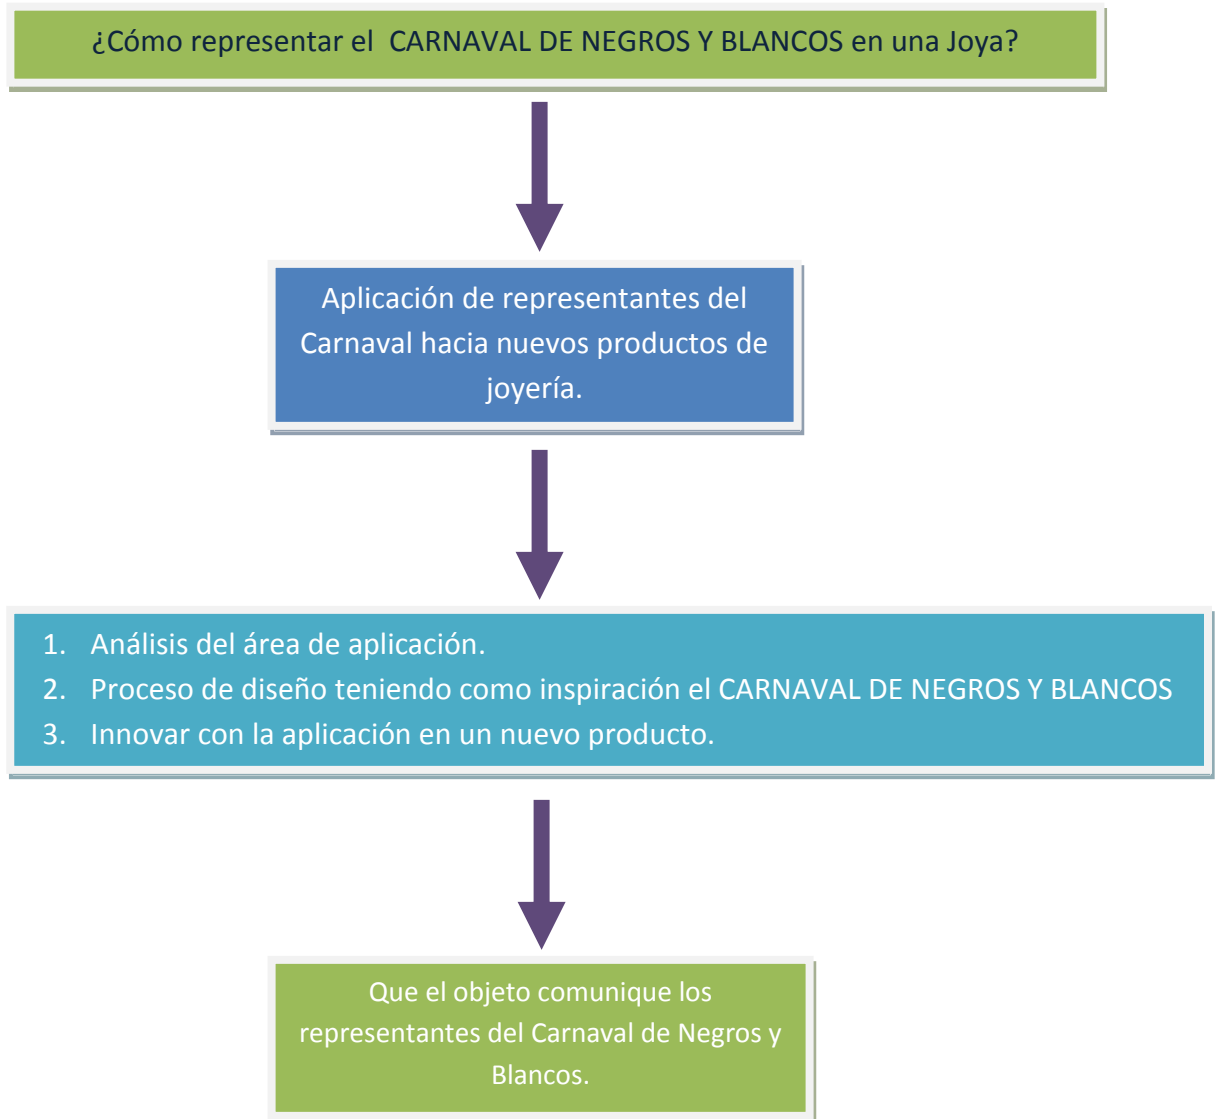 ¿Cómo representar el CARNAVAL DE NEGROS Y BLANCOS en una Joya?
Aplicación de representantes del
Carnaval hacia nuevos productos de
joyería.
1. Análisis del área de aplicación.
2. Proceso de diseño teniendo como inspiración el CARNAVAL DE NEGROS Y BLANCOS
3. Innovar con la aplicación en un nuevo producto.
Que el objeto comunique los
representantes del Carnaval de Negros y
Blancos.